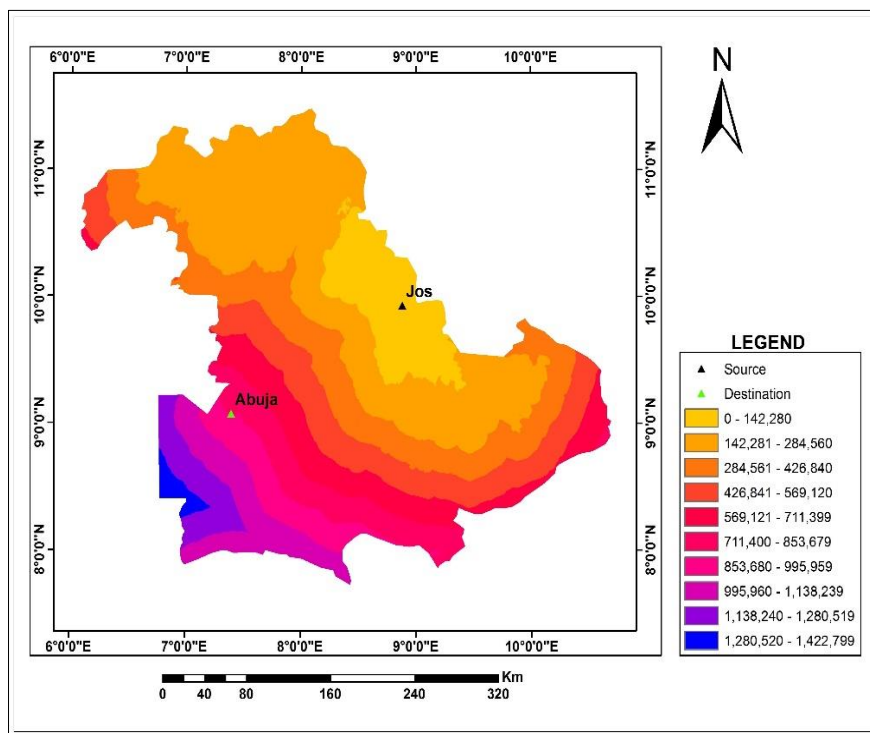 6°0'0"E 7°0'0"E 8°0'0"E 9°0'0"E 10°0'0"E
N
11°0'0"N 11°0'0"N
10°0'0"N 10°0'0"N
Jos
LEGEND
Source
Destination
Abuja
9°0'0"N 9°0'0"N
0 - 142,280
142,281 - 284,560
284,561 - 426,840
426,841 - 569,120
569,121 - 711,399
711,400 - 853,679
853,680 - 995,959
995,960 - 1,138,239
1,138,240 - 1,280,519
1,280,520 - 1,422,799
8°0'0"N 8°0'0"N
6°0'0"E 7°0'0"E 8°0'0"E 9°0'0"E 10°0'0"E
Km
0 40 80 160 240 320